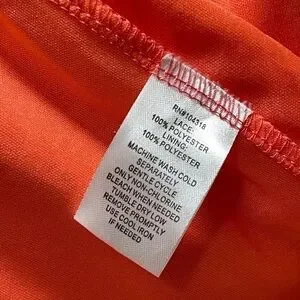 RN#104318
LACE:
100% POLYESTER
LINING:
100% POLYESTER
MACHINE WASH COLD
SEPARATELY
GENTLE CYCLE
ONLY NON-CHLORINE
BLEACH WHEN NEEDED
TUMBLE DRY LOW
REMOVE PROMPTLY
USE COOL IRON
IF NEEDED